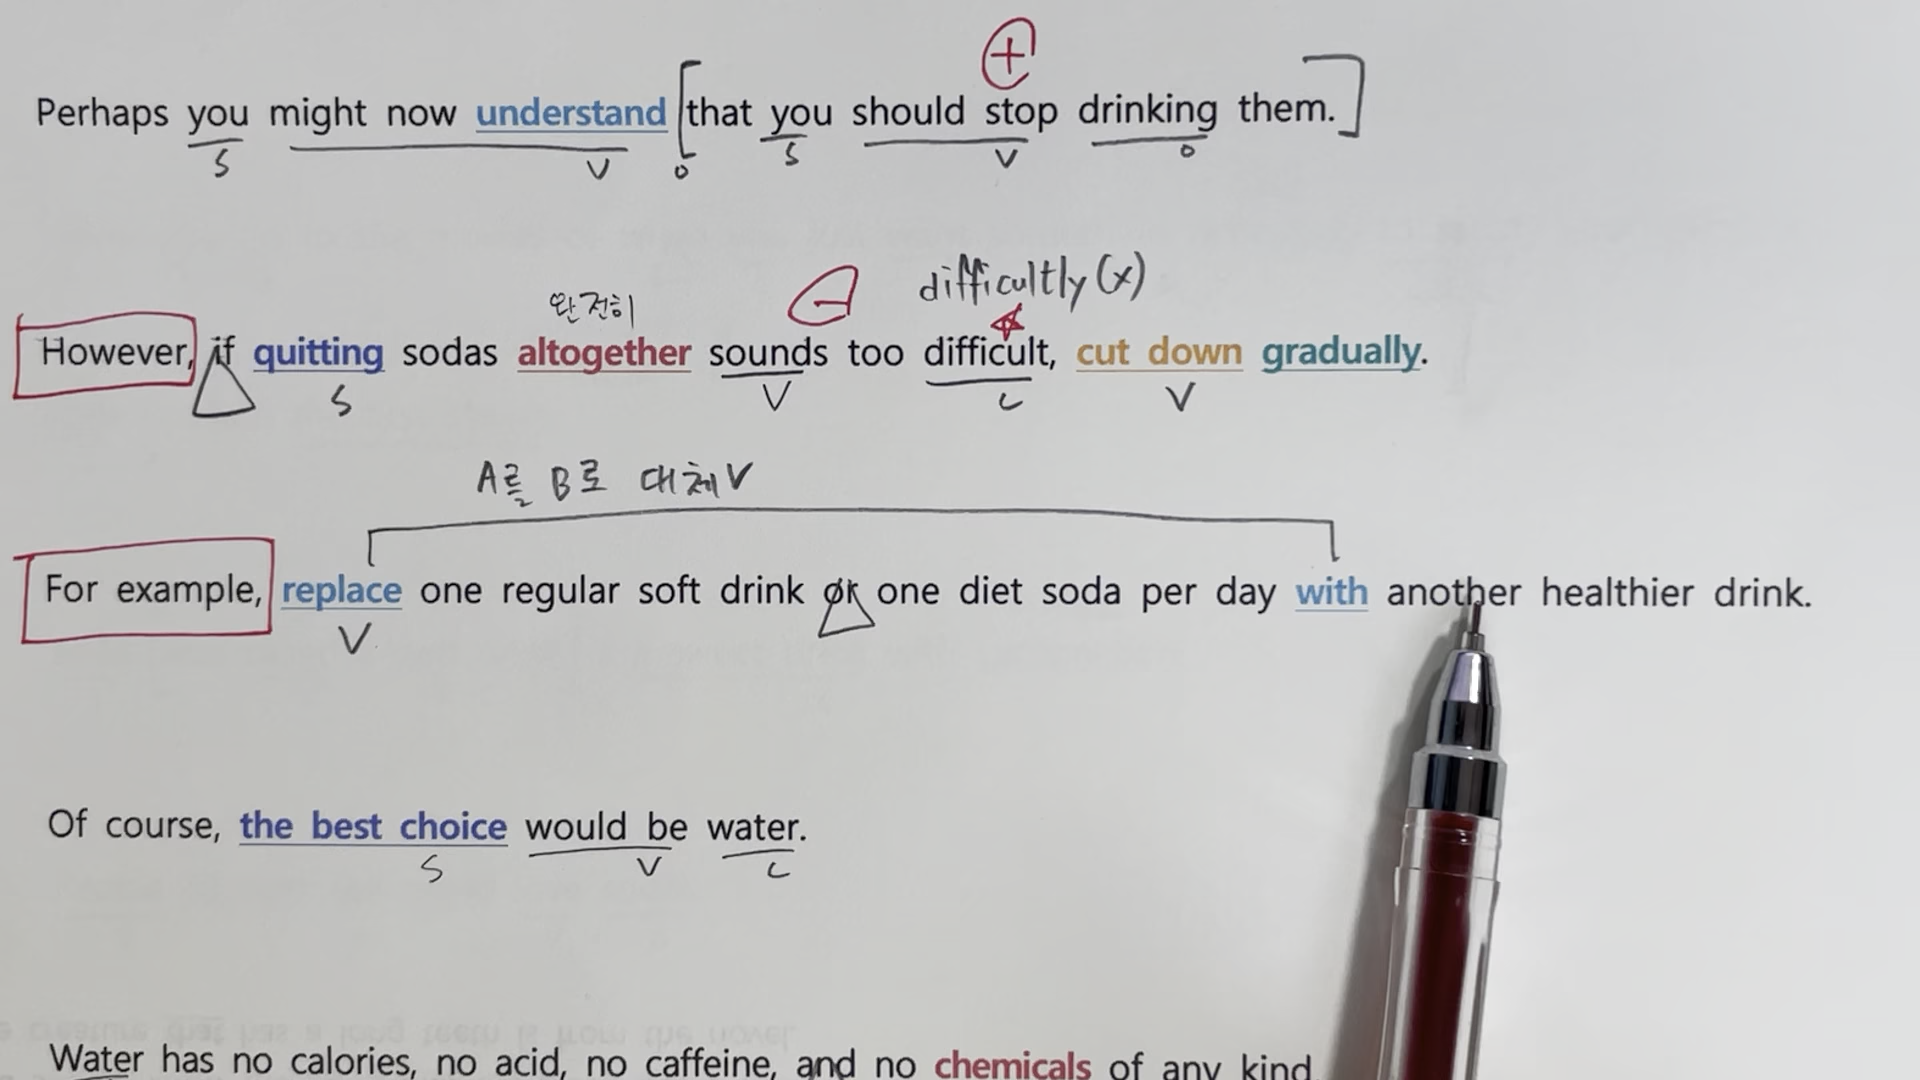 Perhaps you might now understand [that you should stop drinking them.]
S V O S V O
완전히 difficultly (x)
However, if quitting sodas altogether sounds too difficult, cut down gradually.
S V C V
A를 B로 대체V
For example, replace one regular soft drink or one diet soda per day with another healthier drink.
V
Of course, the best choice would be water.
S V C
Water has no calories, no acid, no caffeine, and no chemicals of any kind